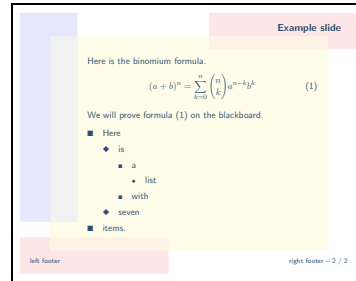 Example slide
Here is the binomium formula.
(a + b)^n = \sum_{k=0}^{n} \binom{n}{k} a^{n-k} b^k (1)
We will prove formula (1) on the blackboard.
■ Here
◆ is
■ a
• list
■ with
◆ seven
■ items.
left footer right footer – 2 / 2